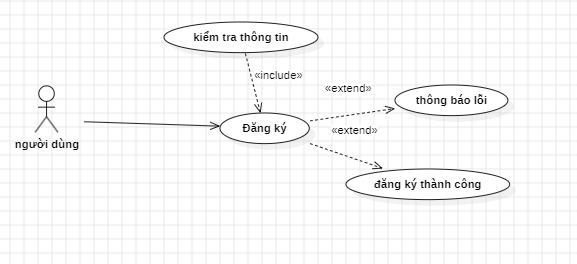 kiểm tra thông tin
«include»
«extend»
thông báo lỗi
Đăng ký
«extend»
người dùng
đăng ký thành công